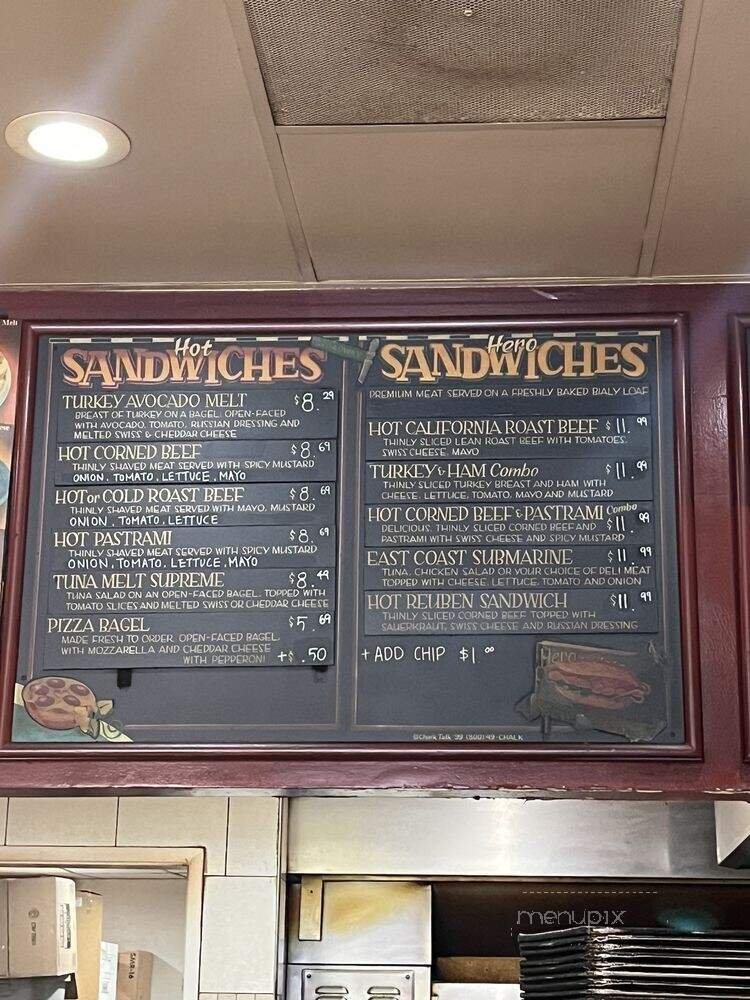 Melt
Hot
SANDWICHES
TURKEY AVOCADO MELT $8.29
BREAST OF TURKEY ON A BAGEL, OPEN-FACED
WITH AVOCADO, TOMATO, RUSSIAN DRESSING AND
MELTED SWISS & CHEDDAR CHEESE
HOT CORNED BEEF $8.69
THINLY SHAVED MEAT SERVED WITH SPICY MUSTARD
ONION, TOMATO, LETTUCE, MAYO
HOT or COLD ROAST BEEF $8.69
THINLY SHAVED MEAT SERVED WITH MAYO, MUSTARD
ONION, TOMATO, LETTUCE
HOT PASTRAMI $8.69
THINLY SHAVED MEAT SERVED WITH SPICY MUSTARD
ONION, TOMATO, LETTUCE, MAYO
TUNA MELT SUPREME $8.49
TUNA SALAD ON AN OPEN-FACED BAGEL, TOPPED WITH
TOMATO SLICES AND MELTED SWISS OR CHEDDAR CHEESE
PIZZA BAGEL $5.69
MADE FRESH TO ORDER, OPEN-FACED BAGEL,
WITH MOZZARELLA AND CHEDDAR CHEESE
WITH PEPPERONI +$ .50
Hero
SANDWICHES
PREMIUM MEAT SERVED ON A FRESHLY BAKED BIALY LOAF
HOT CALIFORNIA ROAST BEEF $11.99
THINLY SLICED LEAN ROAST BEEF WITH TOMATOES,
SWISS CHEESE, MAYO
TURKEY & HAM Combo $11.99
THINLY SLICED TURKEY BREAST AND HAM WITH
CHEESE, LETTUCE, TOMATO, MAYO AND MUSTARD
HOT CORNED BEEF & PASTRAMI Combo $11.99
DELICIOUS, THINLY SLICED CORNED BEEF AND
PASTRAMI WITH SWISS CHEESE AND SPICY MUSTARD
EAST COAST SUBMARINE $11.99
TUNA, CHICKEN SALAD OR YOUR CHOICE OF DELI MEAT
TOPPED WITH CHEESE, LETTUCE, TOMATO AND ONION
HOT REUBEN SANDWICH $11.99
THINLY SLICED CORNED BEEF TOPPED WITH
SAUERKRAUT, SWISS CHEESE AND RUSSIAN DRESSING
+ ADD CHIP $1.00
Hero
©Chalk Talk '99 (800) 49-CHALK
SMR-16
menupix